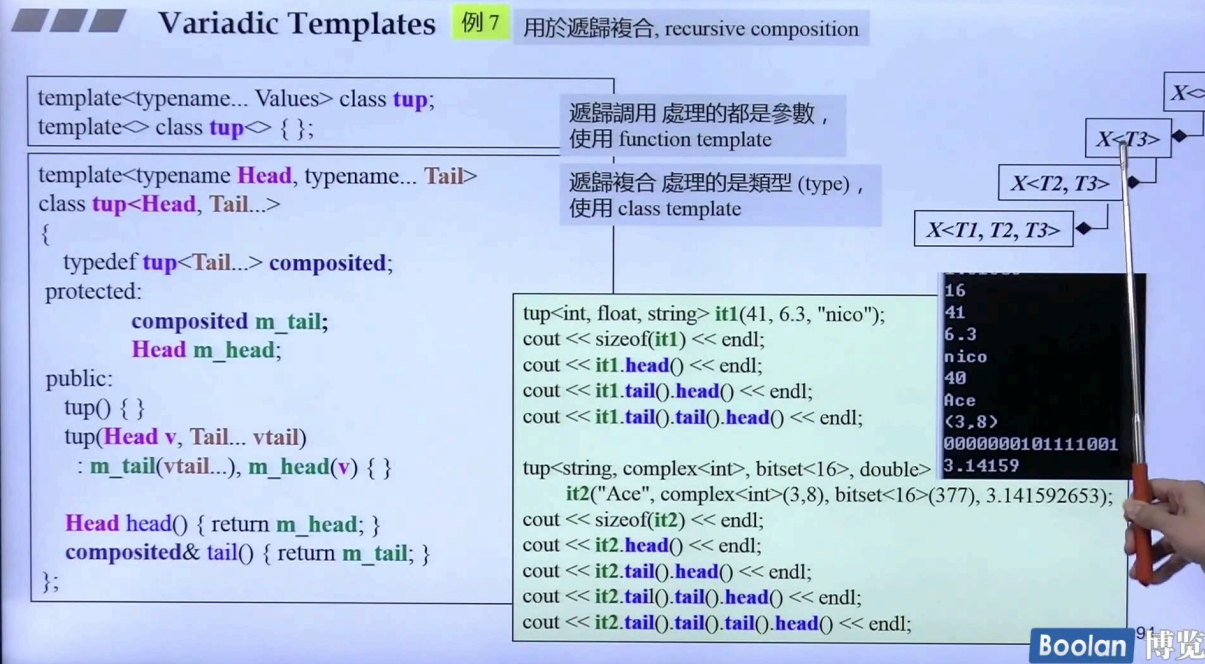 Variadic Templates
例 7
用於遞歸複合, recursive composition
template<typename... Values> class tup;
template<> class tup<> { };
遞歸調用 處理的都是參數，
使用 function template
遞歸複合 處理的是類型 (type)，
使用 class template
X<>
X<T3>
X<T2, T3>
X<T1, T2, T3>
template<typename Head, typename... Tail>
class tup<Head, Tail...>
{
typedef tup<Tail...> composited;
protected:
composited m_tail;
Head m_head;
public:
tup() { }
tup(Head v, Tail... vtail)
: m_tail(vtail...), m_head(v) { }
Head head() { return m_head; }
composited& tail() { return m_tail; }
};
tup<int, float, string> it1(41, 6.3, "nico");
cout << sizeof(it1) << endl;
cout << it1.head() << endl;
cout << it1.tail().head() << endl;
cout << it1.tail().tail().head() << endl;
tup<string, complex<int>, bitset<16>, double>
it2("Ace", complex<int>(3,8), bitset<16>(377), 3.141592653);
cout << sizeof(it2) << endl;
cout << it2.head() << endl;
cout << it2.tail().head() << endl;
cout << it2.tail().tail().head() << endl;
cout << it2.tail().tail().tail().head() << endl;
16
41
6.3
nico
40
Ace
(3,8)
0000000101111001
3.14159
91
Boolan 博览